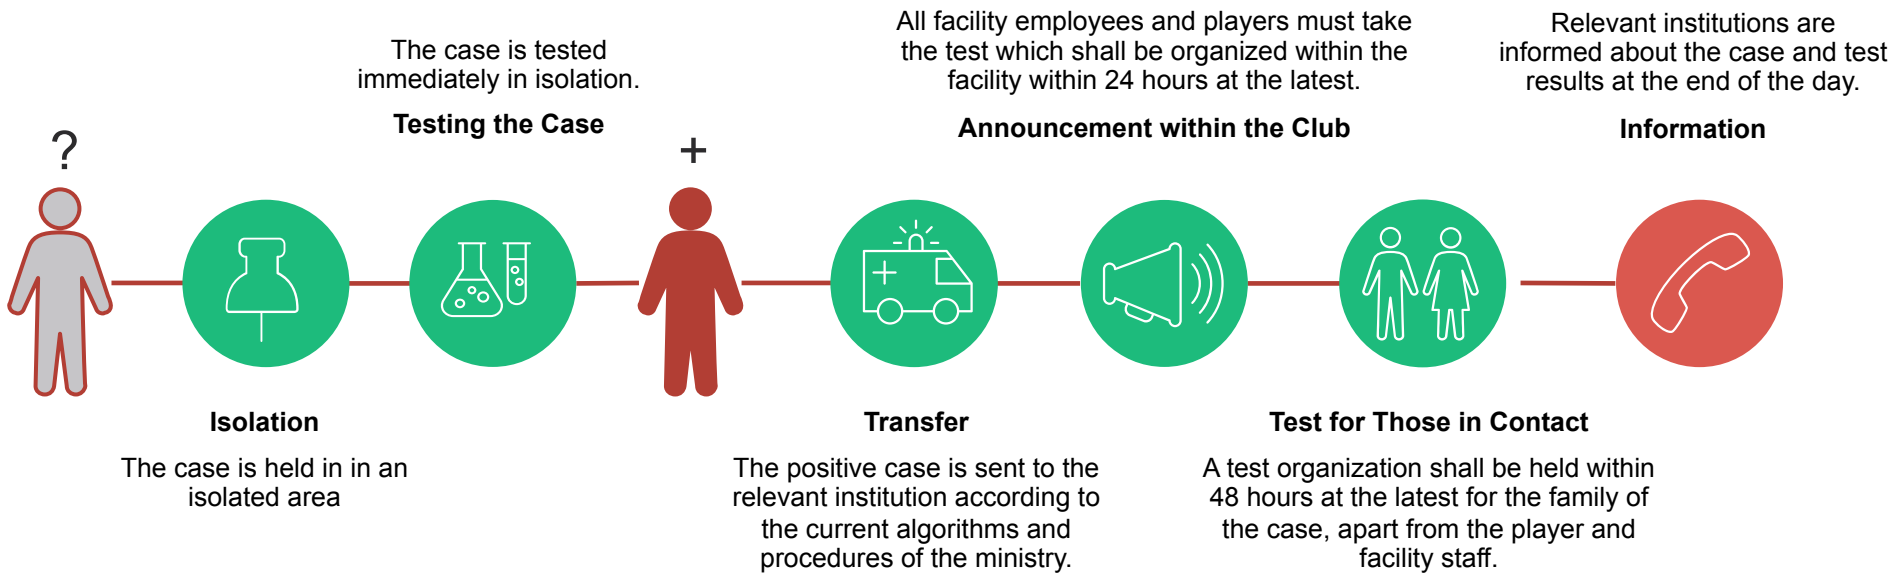 ?
Isolation
The case is held in in an
isolated area
The case is tested
immediately in isolation.
Testing the Case
+
Transfer
The positive case is sent to the
relevant institution according to
the current algorithms and
procedures of the ministry.
All facility employees and players must take
the test which shall be organized within the
facility within 24 hours at the latest.
Announcement within the Club
Test for Those in Contact
A test organization shall be held within
48 hours at the latest for the family of
the case, apart from the player and
facility staff.
Relevant institutions are
informed about the case and test
results at the end of the day.
Information